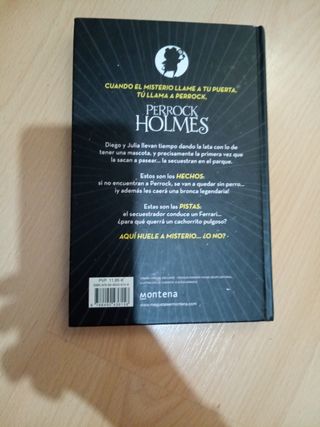 CUANDO EL MISTERIO LLAME A TU PUERTA,
TÚ LLAMA A PERROCK.
PERROCK
HOLMES
Diego y Julia llevan tiempo dando la lata con lo de
tener una mascota, y precisamente la primera vez que
la sacan a pasear... la secuestran en el parque.
Estos son los HECHOS:
si no encuentran a Perrock, se van a quedar sin perro...
¡y además les caerá una bronca legendaria!
Estas son las PISTAS:
el secuestrador conduce un Ferrari...
¿para qué querrá un cachorrito pulgoso?
AQUÍ HUELE A MISTERIO... ¿O NO?
PVP: 11,95 €
montena